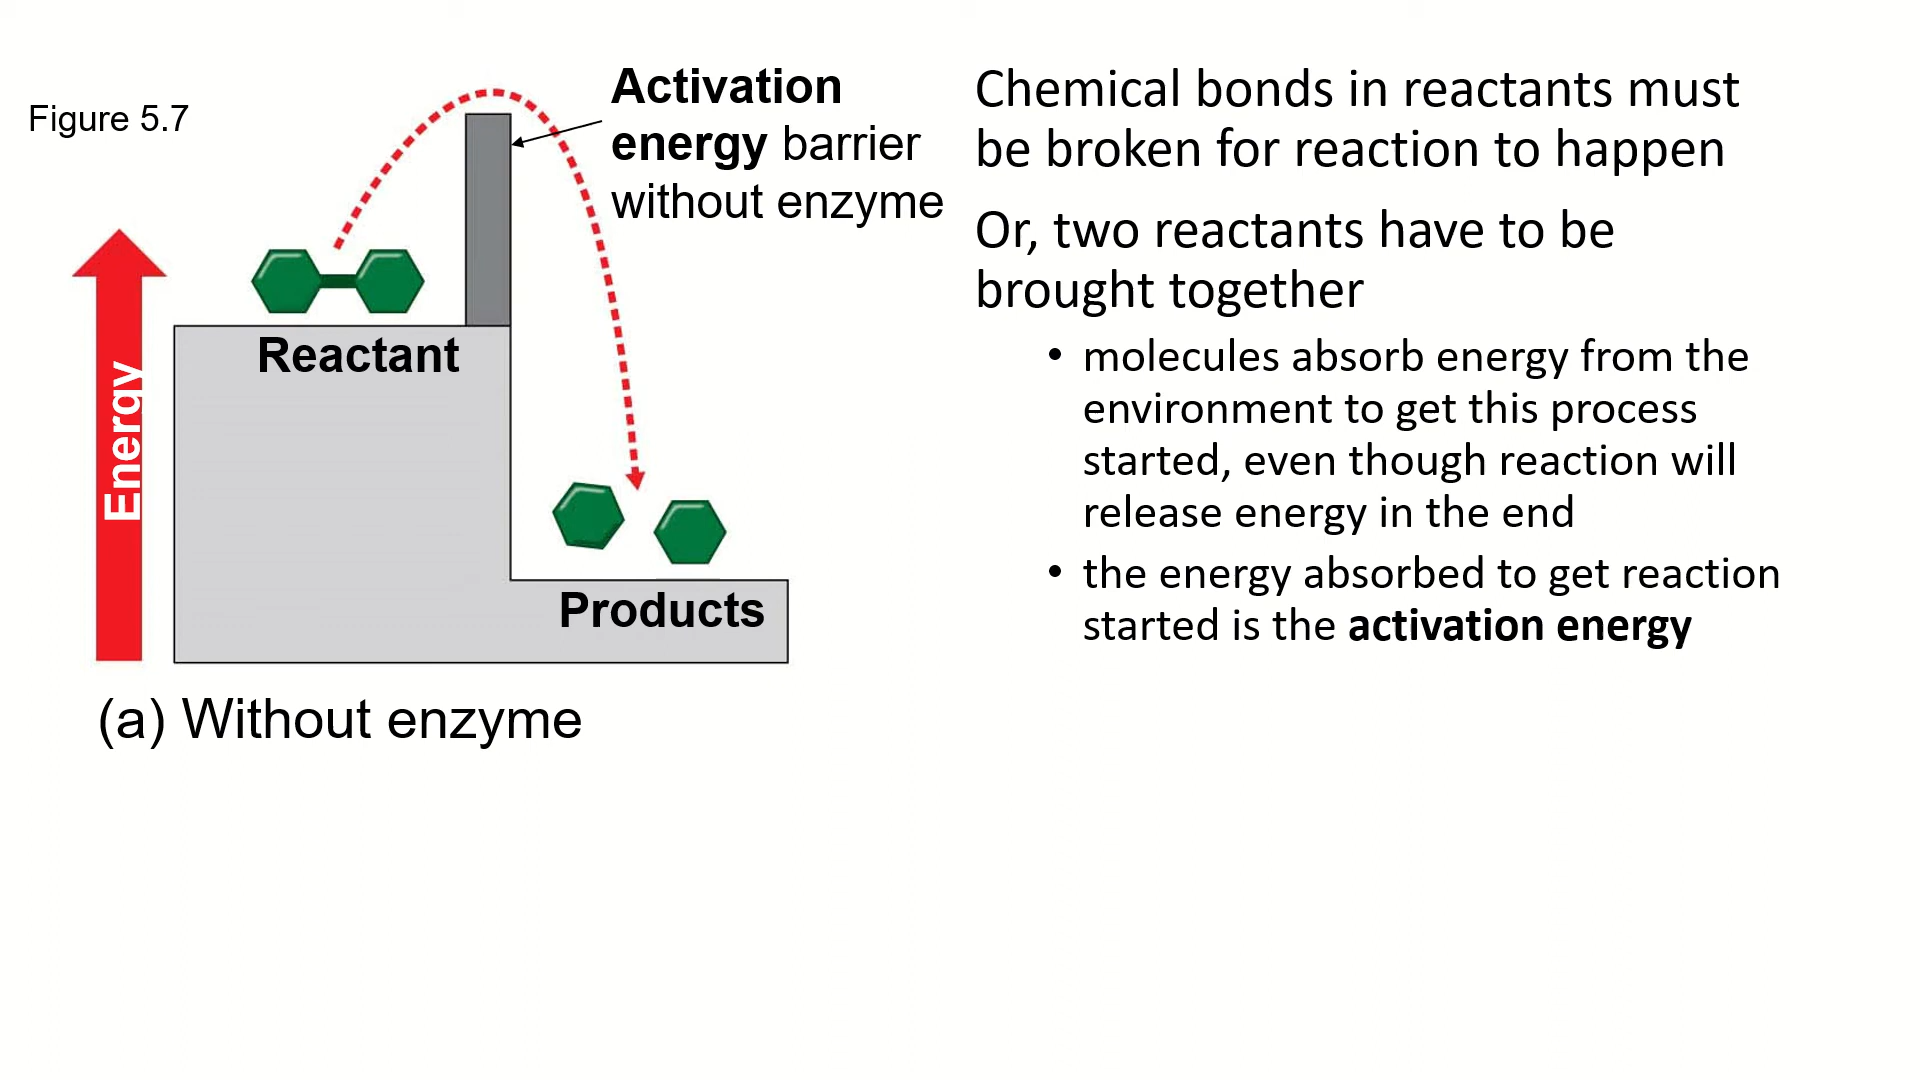 Figure 5.7
Activation
energy barrier
without enzyme
Energy
Reactant
Products
(a) Without enzyme
Chemical bonds in reactants must
be broken for reaction to happen
Or, two reactants have to be
brought together
• molecules absorb energy from the
environment to get this process
started, even though reaction will
release energy in the end
• the energy absorbed to get reaction
started is the activation energy